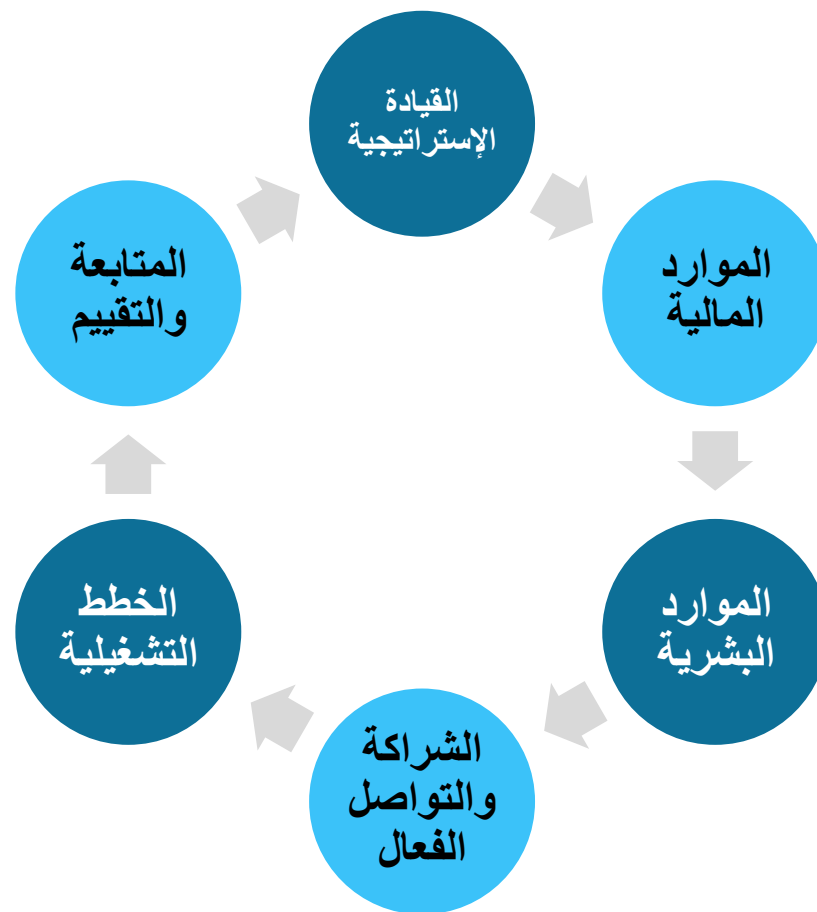 القيادة
الإستراتيجية
الموارد
المالية
الموارد
البشرية
الشراكة
والتواصل
الفعال
الخطط
التشغيلية
المتابعة
والتقييم